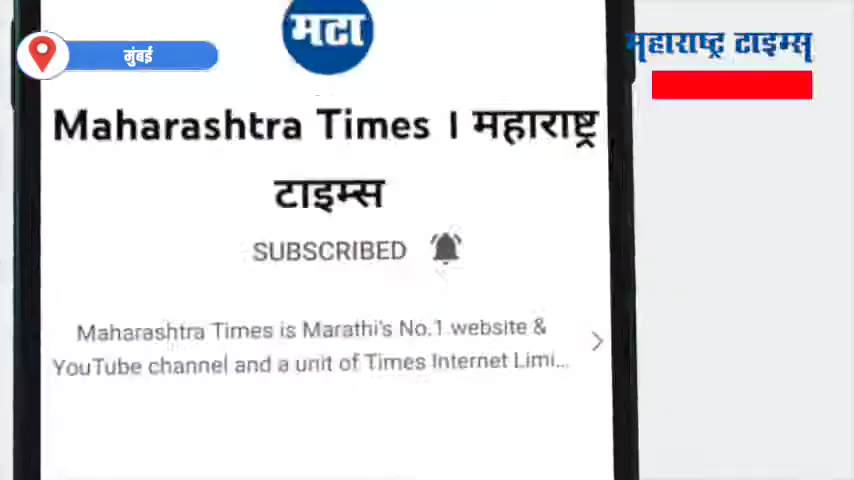 मटा
मुंबई
महाराष्ट्र टाइम्स
Maharashtra Times । महाराष्ट्र
टाइम्स
SUBSCRIBED
Maharashtra Times is Marathi's No.1 website &
YouTube channel and a unit of Times Internet Limi...